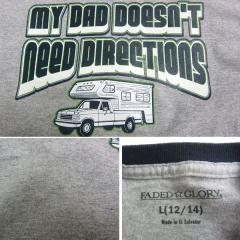 MY DAD DOESN'T
NEED DIRECTIONS
FADED ☆ GLORY.
L(12/14)
Made in El Salvador